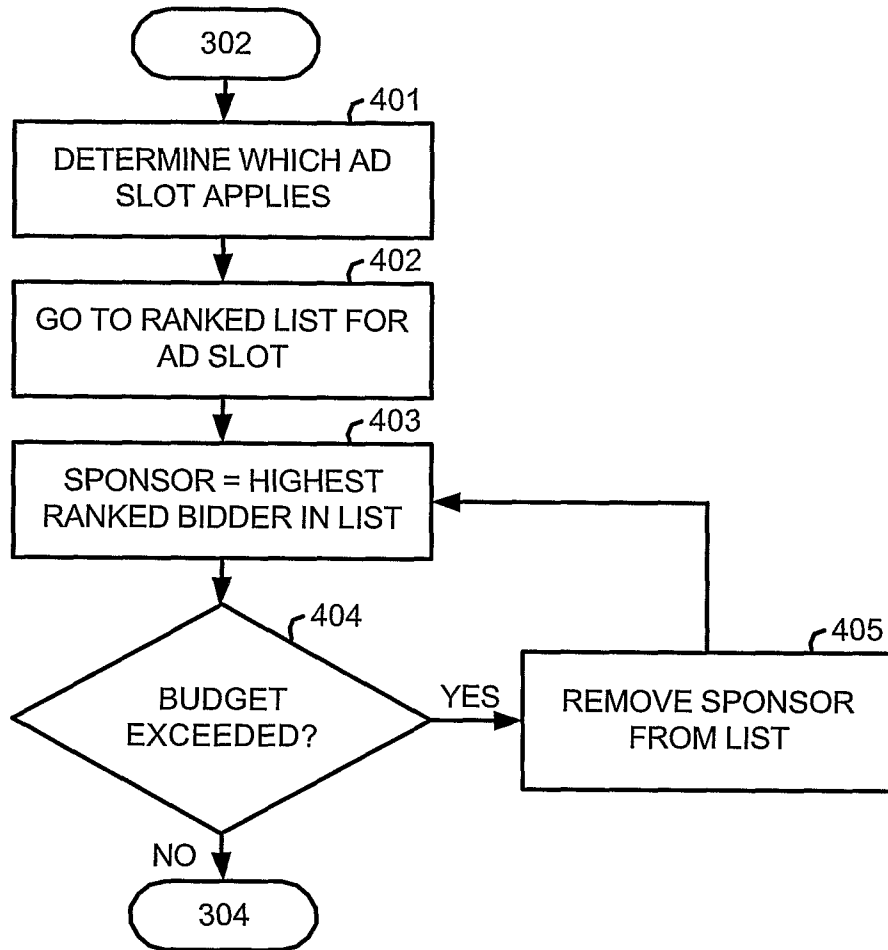 302
401
DETERMINE WHICH AD
SLOT APPLIES
402
GO TO RANKED LIST FOR
AD SLOT
403
SPONSOR = HIGHEST
RANKED BIDDER IN LIST
404
BUDGET
EXCEEDED?
YES
405
REMOVE SPONSOR
FROM LIST
NO
304